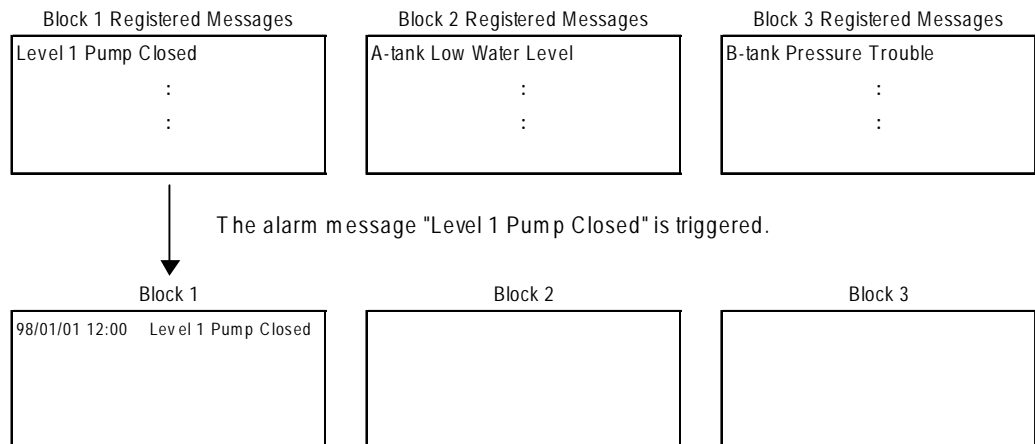 Block 1 Registered Messages
Block 2 Registered Messages
Block 3 Registered Messages
Level 1 Pump Closed
:
:
A-tank Low Water Level
:
:
B-tank Pressure Trouble
:
:
The alarm message "Level 1 Pump Closed" is triggered.
Block 1
Block 2
Block 3
98/01/01 12:00 Level 1 Pump Closed